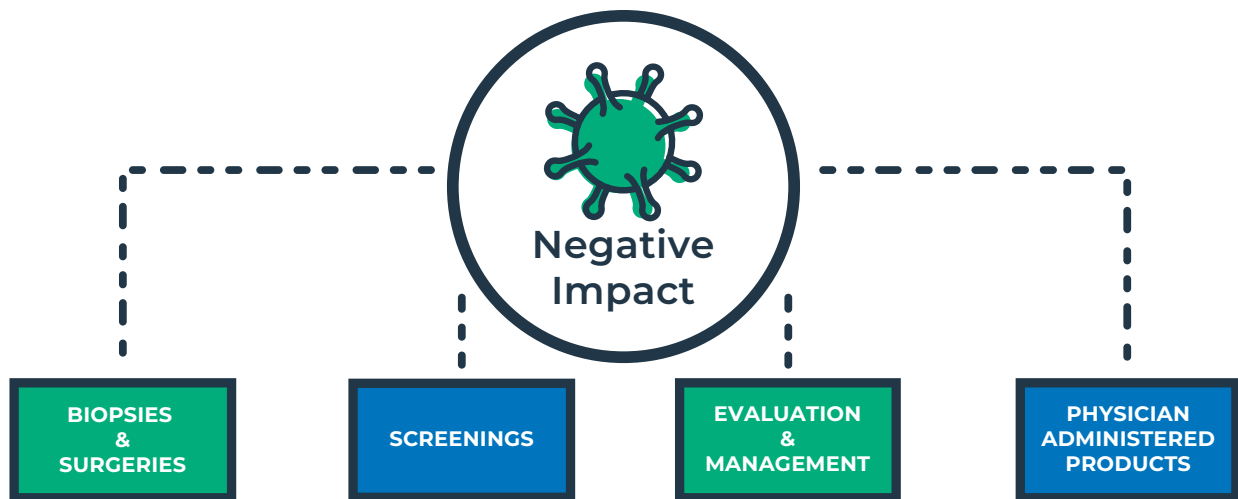 Negative
Impact
BIOPSIES
&
SURGERIES
SCREENINGS
EVALUATION
&
MANAGEMENT
PHYSICIAN
ADMINISTERED
PRODUCTS